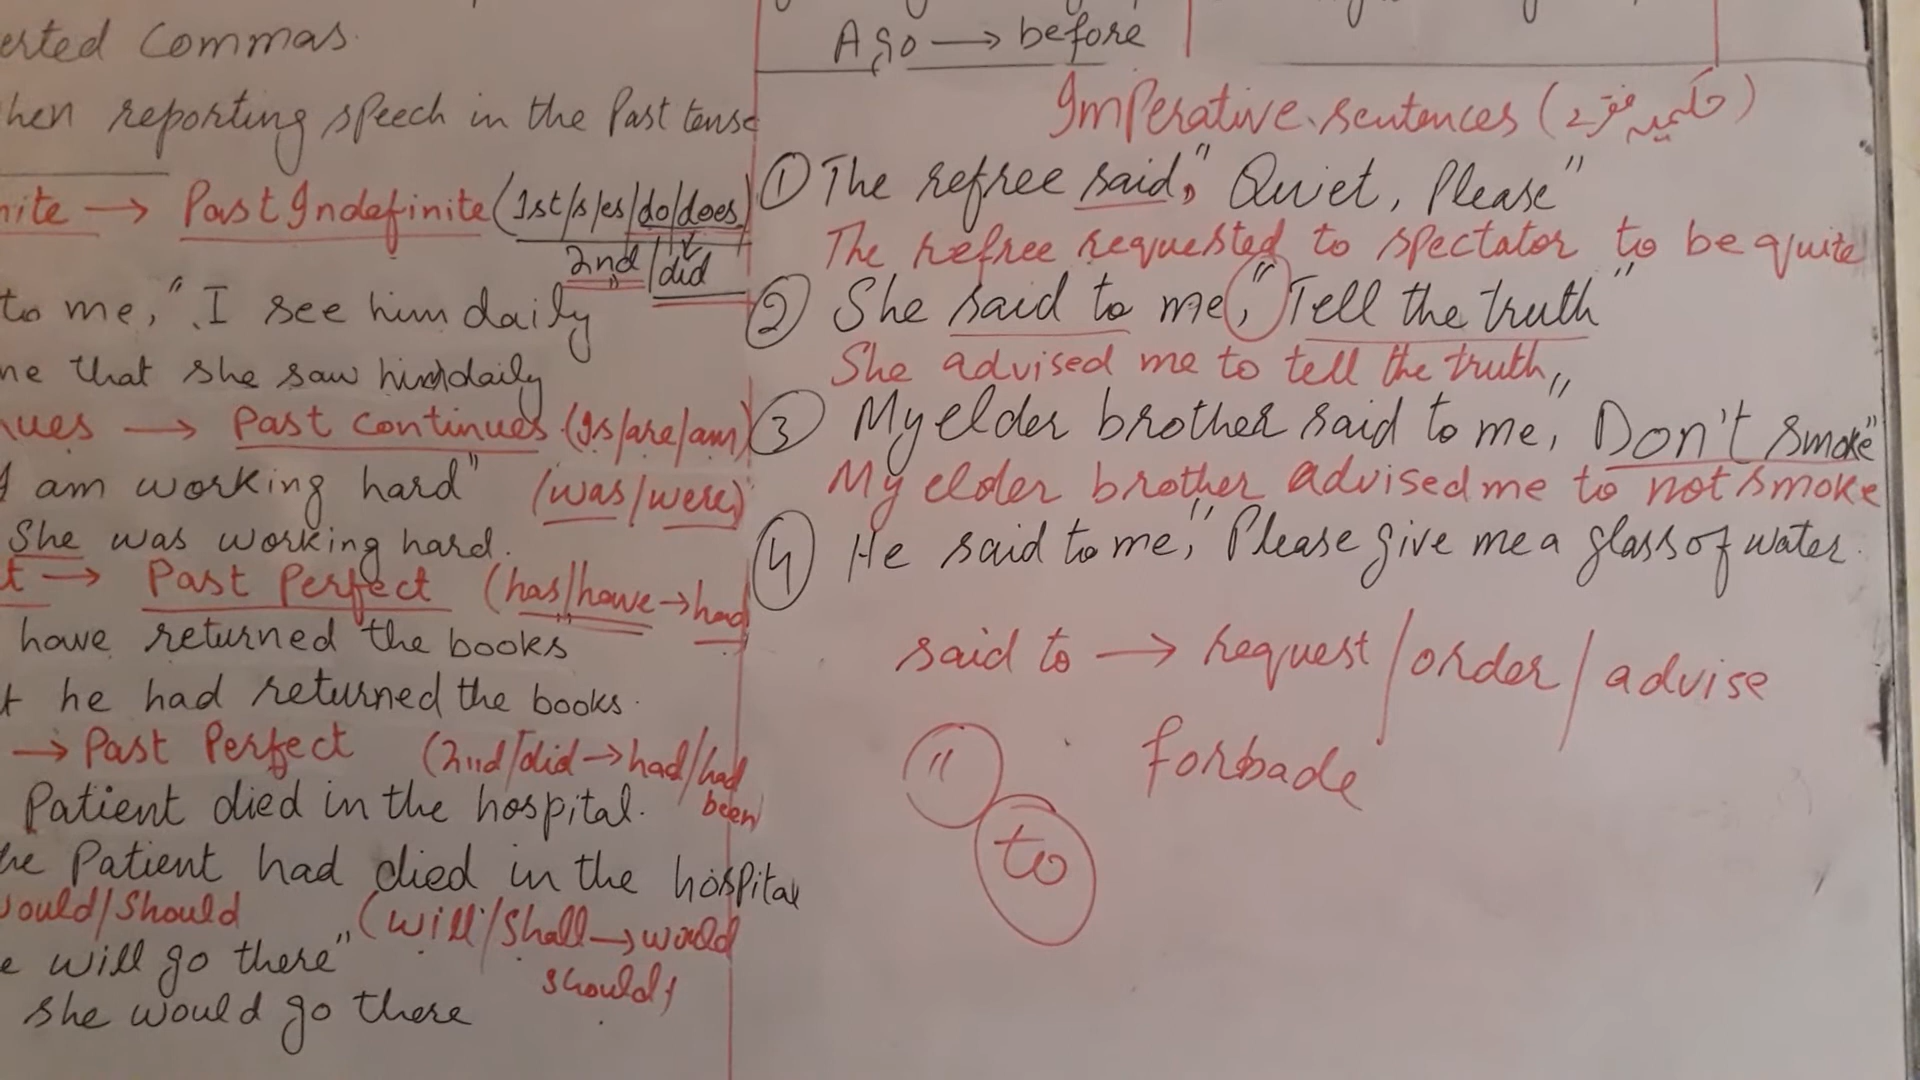 erted commas.
hen reporting speech in the Past tense
nite → Past Indefinite (1st/s/es/do/does)
2nd/did
to me, " I see him daily
me that she saw him daily
nues → Past continues (Is/are/am)
I am working hard" (was/were)
She was working hard.
t → Past Perfect (has/have → had
have returned the books
t he had returned the books.
→ Past Perfect (2nd/did → had/had
been
Patient died in the hospital.
he Patient had died in the hospital
would/Should (will/Shall → would
should)
e will go there"
she would go there
Ago → before
Imperative sentences (حکمیہ فقرے)
① The refree said, " Quiet, Please"
The refree requested to spectator to be quite
② She said to me, "Tell the truth"
She advised me to tell the truth,,
③ My elder brother said to me, " Don't smoke"
My elder brother advised me to not smoke
④ He said to me, " Please give me a glass of water.
said to → request/order/advise
forbade
"
to